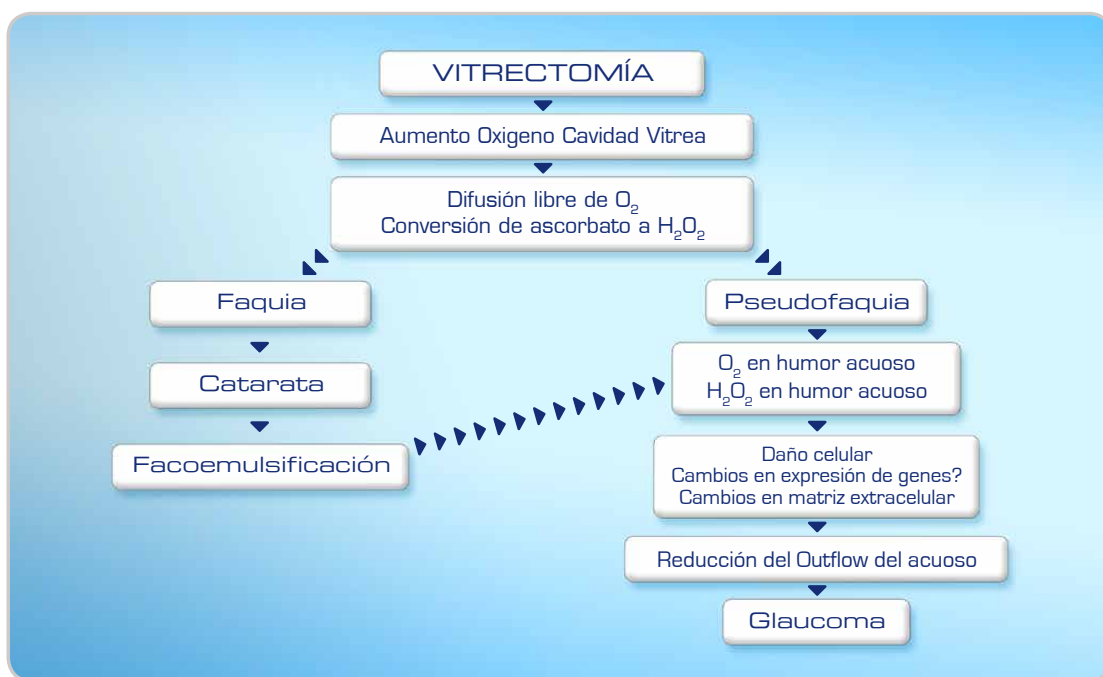 VITRECTOMÍA
Aumento Oxigeno Cavidad Vitrea
Difusión libre de O₂
Conversión de ascorbato a H₂O₂
Faquia
Catarata
Facoemulsificación
Pseudofaquia
O₂ en humor acuoso
H₂O₂ en humor acuoso
Daño celular
Cambios en expresión de genes?
Cambios en matriz extracelular
Reducción del Outflow del acuoso
Glaucoma